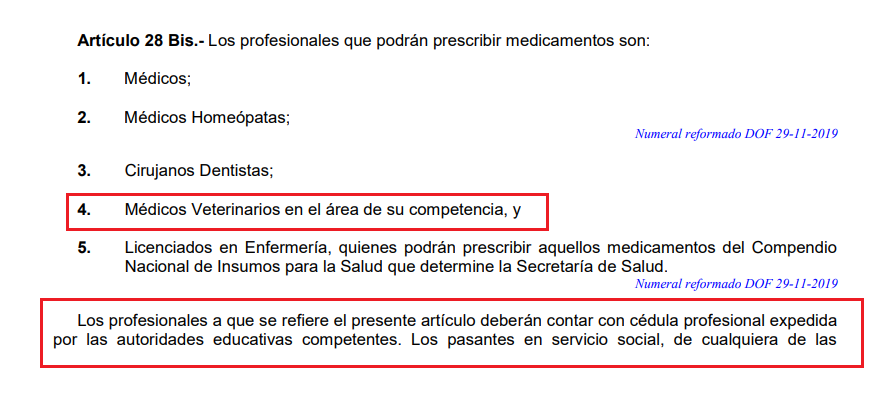 Artículo 28 Bis.- Los profesionales que podrán prescribir medicamentos son:
1. Médicos;
2. Médicos Homeópatas;
Numeral reformado DOF 29-11-2019
3. Cirujanos Dentistas;
4. Médicos Veterinarios en el área de su competencia, y
5. Licenciados en Enfermería, quienes podrán prescribir aquellos medicamentos del Compendio
Nacional de Insumos para la Salud que determine la Secretaría de Salud.
Numeral reformado DOF 29-11-2019
Los profesionales a que se refiere el presente artículo deberán contar con cédula profesional expedida
por las autoridades educativas competentes. Los pasantes en servicio social, de cualquiera de las